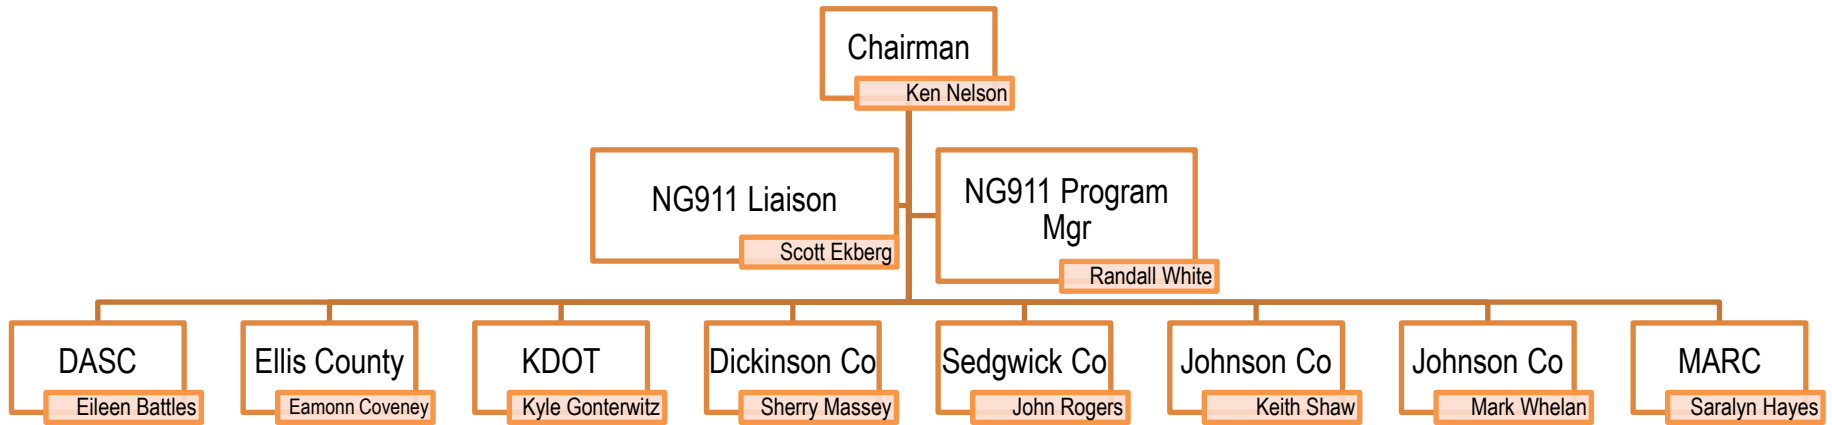 Chairman
Ken Nelson
NG911 Liaison
Scott Ekberg
NG911 Program
Mgr
Randall White
DASC
Eileen Battles
Ellis County
Eamonn Coveney
KDOT
Kyle Gonterwitz
Dickinson Co
Sherry Massey
Sedgwick Co
John Rogers
Johnson Co
Keith Shaw
Johnson Co
Mark Whelan
MARC
Saralyn Hayes